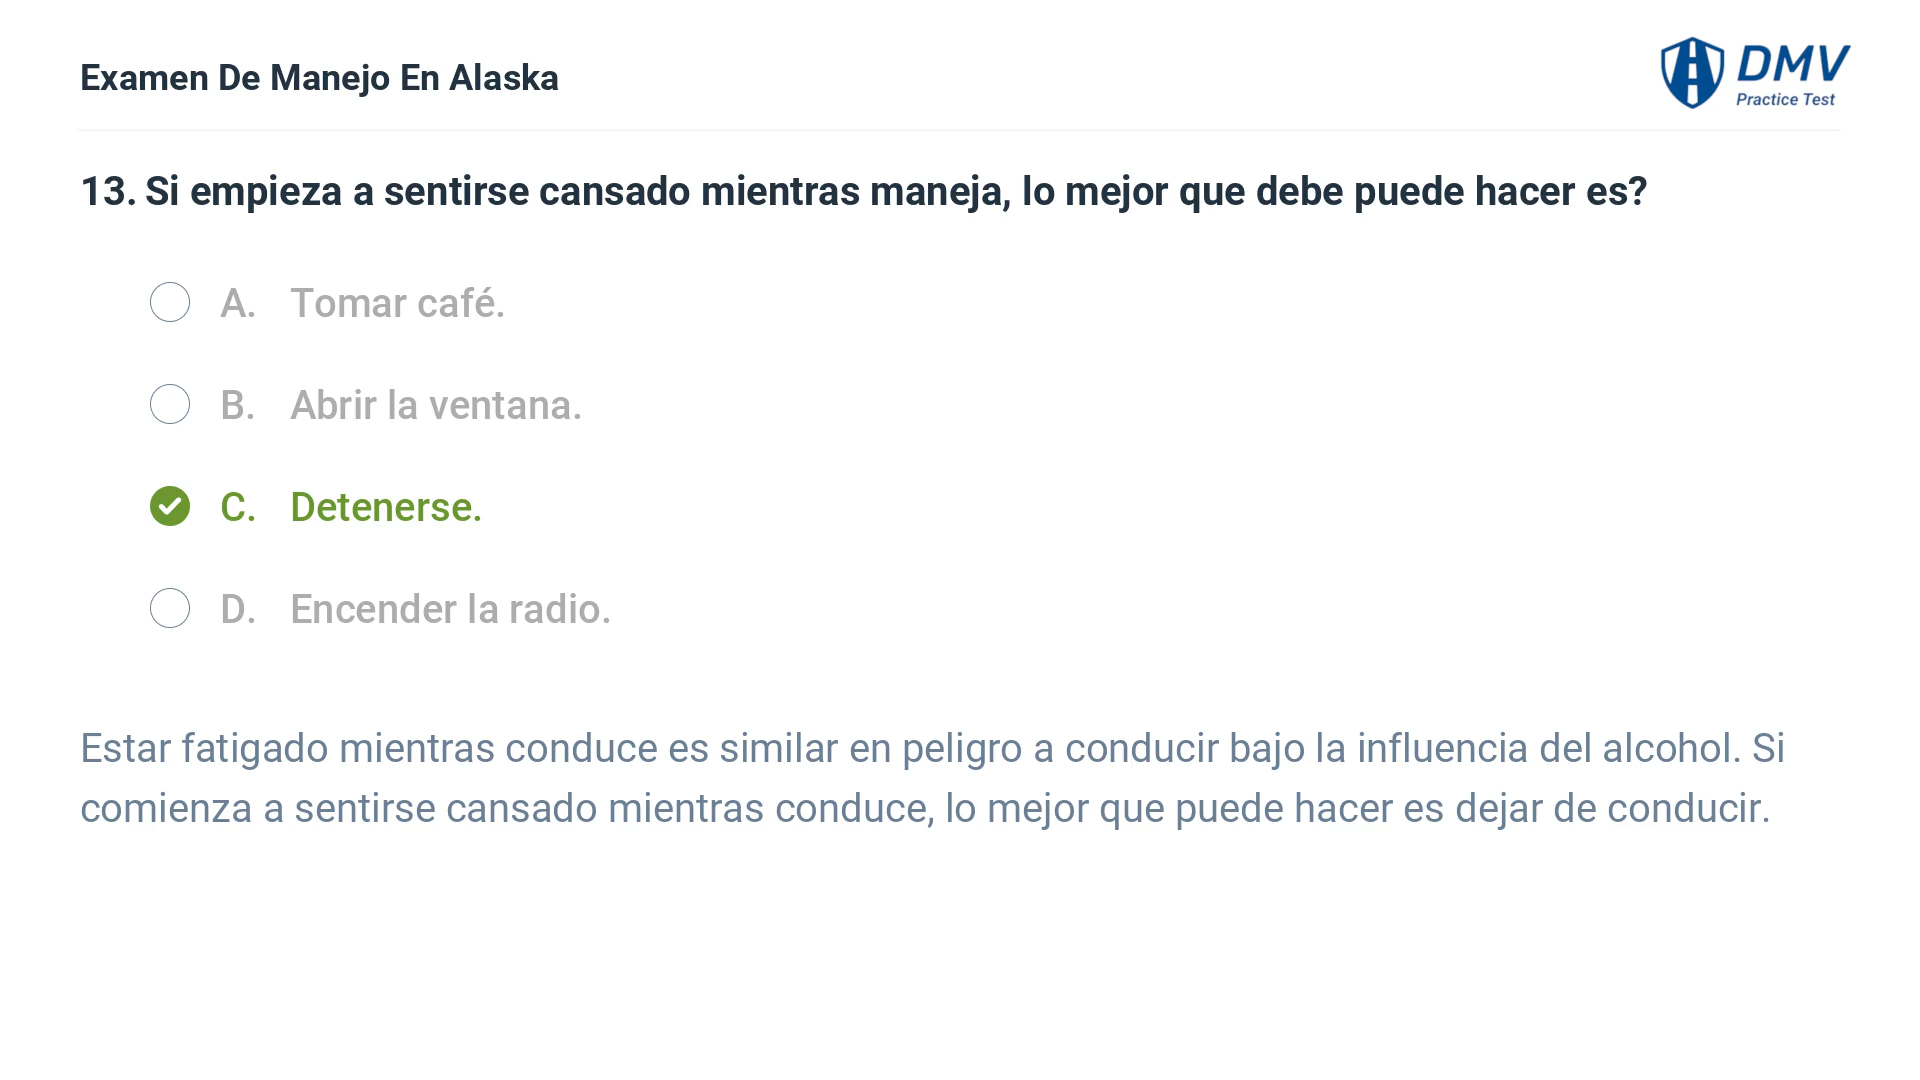 Examen De Manejo En Alaska
DMV
Practice Test
13. Si empieza a sentirse cansado mientras maneja, lo mejor que debe puede hacer es?
A. Tomar café.
B. Abrir la ventana.
C. Detenerse.
D. Encender la radio.
Estar fatigado mientras conduce es similar en peligro a conducir bajo la influencia del alcohol. Si
comienza a sentirse cansado mientras conduce, lo mejor que puede hacer es dejar de conducir.